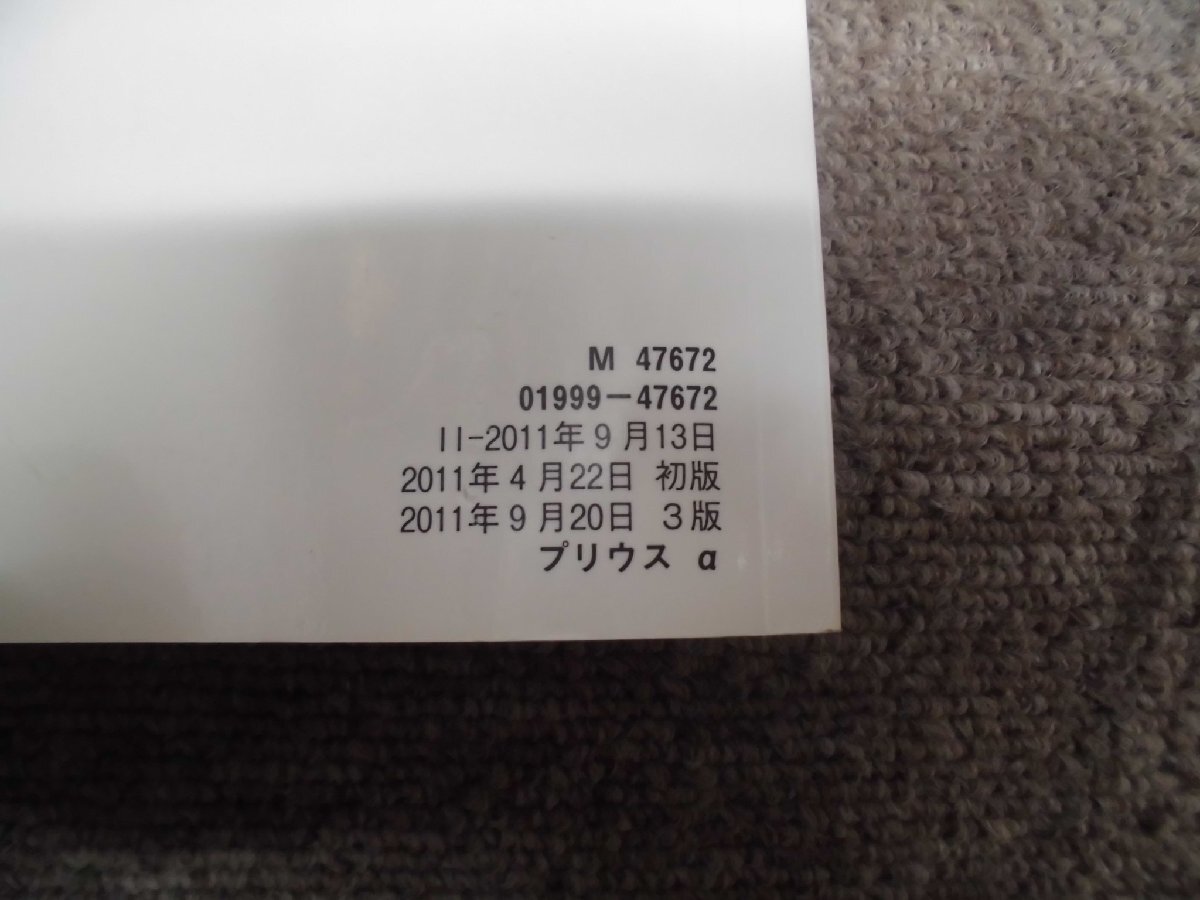 M 47672
01999-47672
II-2011年9月13日
2011年4月22日 初版
2011年9月20日 3版
プリウス α